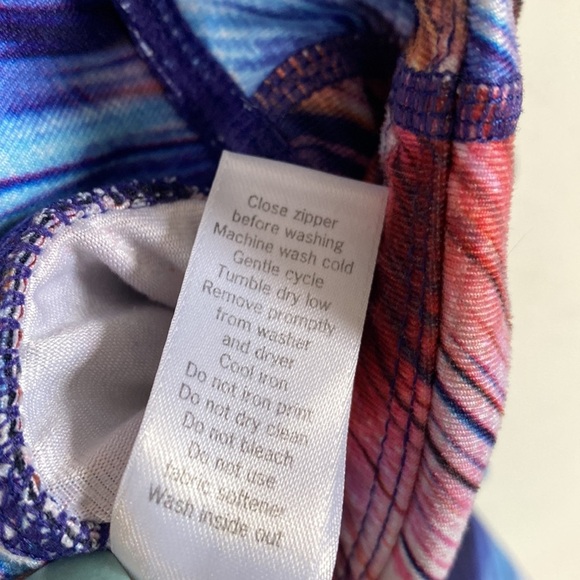 Close zipper
before washing
Machine wash cold
Gentle cycle
Tumble dry low
Remove promptly
from washer
and dryer
Cool iron
Do not iron print
Do not dry clean
Do not bleach
Do not use
fabric softener
Wash inside out